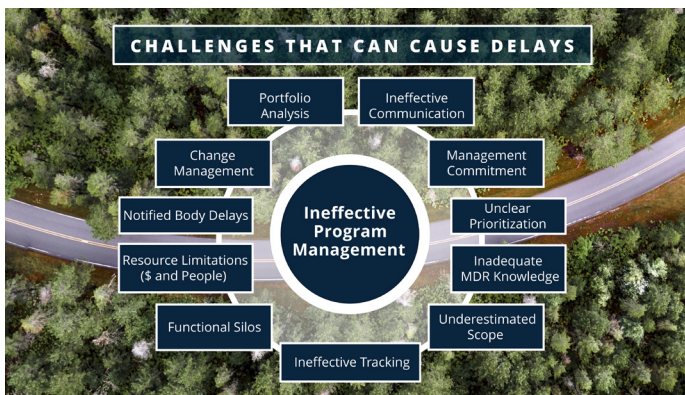 CHALLENGES THAT CAN CAUSE DELAYS
Portfolio
Analysis
Ineffective
Communication
Change
Management
Management
Commitment
Notified Body Delays
Ineffective
Program
Management
Unclear
Prioritization
Resource Limitations
($ and People)
Inadequate
MDR Knowledge
Functional Silos
Underestimated
Scope
Ineffective Tracking